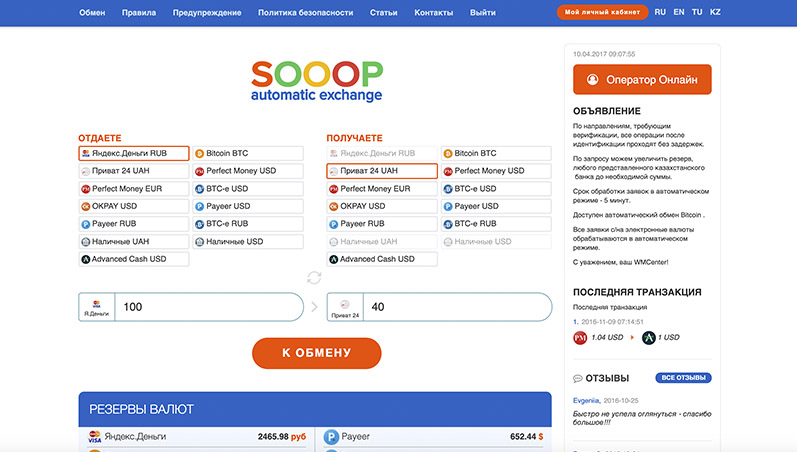 Обмен Правила Предупреждение Политика безопасности Статьи Контакты Выйти Мой личный кабинет RU EN TU KZ
SOOOP
automatic exchange
ОТДАЕТЕ
Яндекс.Деньги RUB Bitcoin BTC
Приват 24 UAH Perfect Money USD
Perfect Money EUR BTC-e USD
OKPAY USD Payeer USD
Payeer RUB BTC-e RUB
Наличные UAH Наличные USD
Advanced Cash USD
ПОЛУЧАЕТЕ
Яндекс.Деньги RUB Bitcoin BTC
Приват 24 UAH Perfect Money USD
Perfect Money EUR BTC-e USD
OKPAY USD Payeer USD
Payeer RUB BTC-e RUB
Наличные UAH Наличные USD
Advanced Cash USD
VISA
Я.Деньги
100
Приват 24
40
К ОБМЕНУ
РЕЗЕРВЫ ВАЛЮТ
VISA Яндекс.Деньги 2465.98 руб Payeer 652.44 $
10.04.2017 09:07:55
Оператор Онлайн
ОБЪЯВЛЕНИЕ
По направлениям, требующим
верификации, все операции после
идентификации проходят без задержек.
По запросу можем увеличить резерв,
любого представленного казахстанского
банка до необходимой суммы.
Срок обработки заявок в автоматическом
режиме - 5 минут.
Доступен автоматический обмен Bitcoin .
Все заявки с/на электронные валюты
обрабатываются в автоматическом
режиме.
С уважением, ваш WMCenter!
ПОСЛЕДНЯЯ ТРАНЗАКЦИЯ
Последняя транзакция
1. 2016-11-09 07:14:51
PM 1.04 USD A 1 USD
ОТЗЫВЫ ВСЕ ОТЗЫВЫ
Evgeniia, 2016-10-25
Быстро не успела оглянуться - спасибо
большое!!!